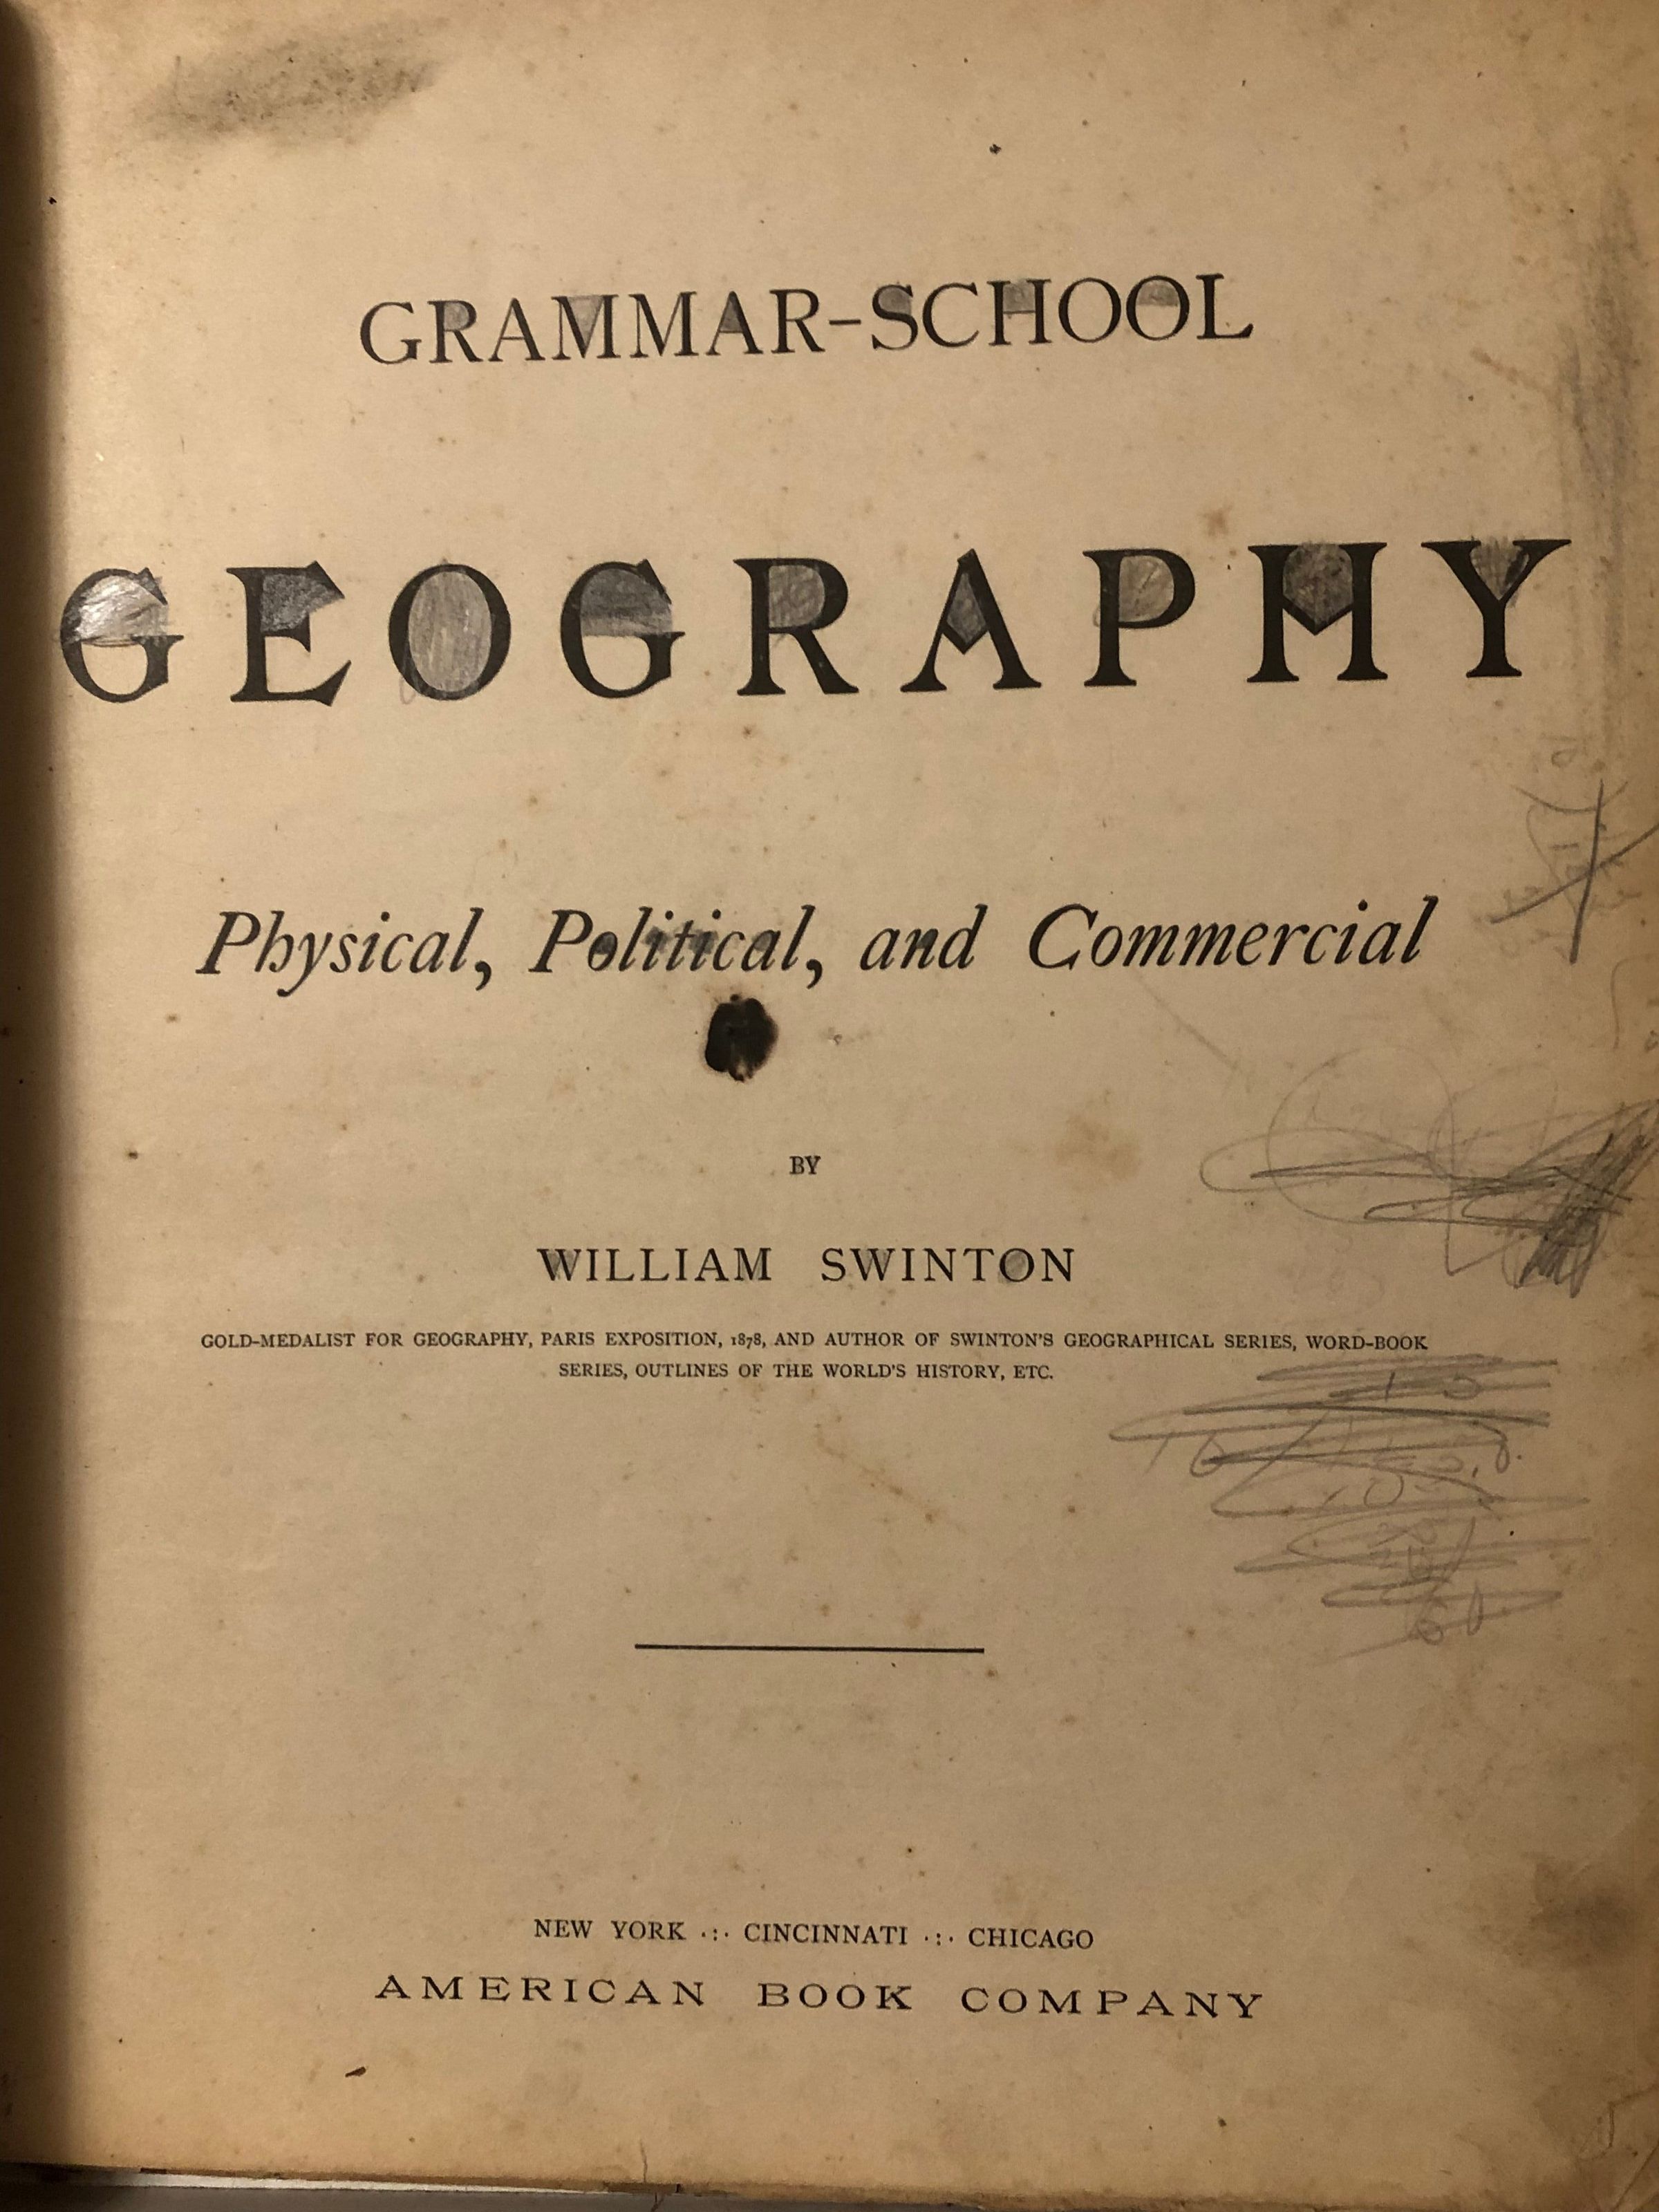 GRAMMAR-SCHOOL
GEOGRAPHY
Physical, Political, and Commercial
BY
WILLIAM SWINTON
GOLD-MEDALIST FOR GEOGRAPHY, PARIS EXPOSITION, 1878, AND AUTHOR OF SWINTON'S GEOGRAPHICAL SERIES, WORD-BOOK
SERIES, OUTLINES OF THE WORLD'S HISTORY, ETC.
NEW YORK .:. CINCINNATI .:. CHICAGO
AMERICAN BOOK COMPANY